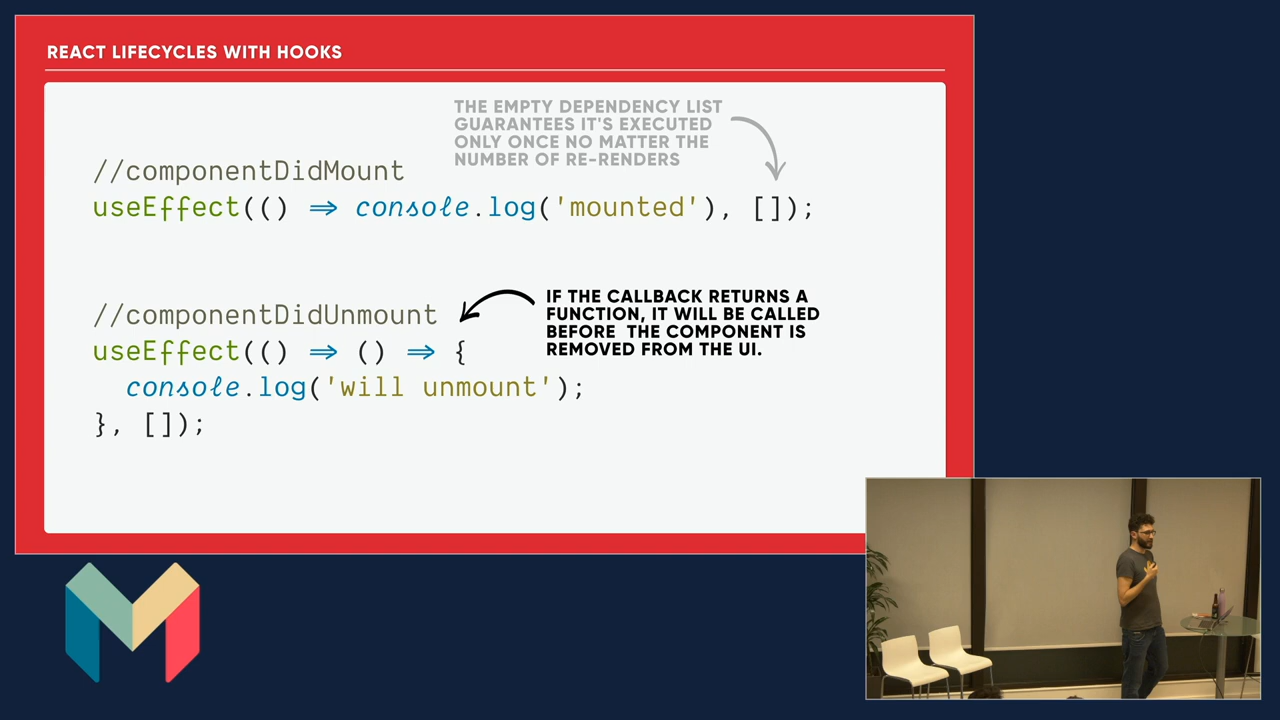 REACT LIFECYCLES WITH HOOKS
THE EMPTY DEPENDENCY LIST
GUARANTEES IT'S EXECUTED
ONLY ONCE NO MATTER THE
NUMBER OF RE-RENDERS
//componentDidMount
useEffect(() => console.log('mounted'), []);
IF THE CALLBACK RETURNS A
FUNCTION, IT WILL BE CALLED
BEFORE THE COMPONENT IS
REMOVED FROM THE UI.
//componentDidUnmount
useEffect(() => () => {
console.log('will unmount');
}, []);